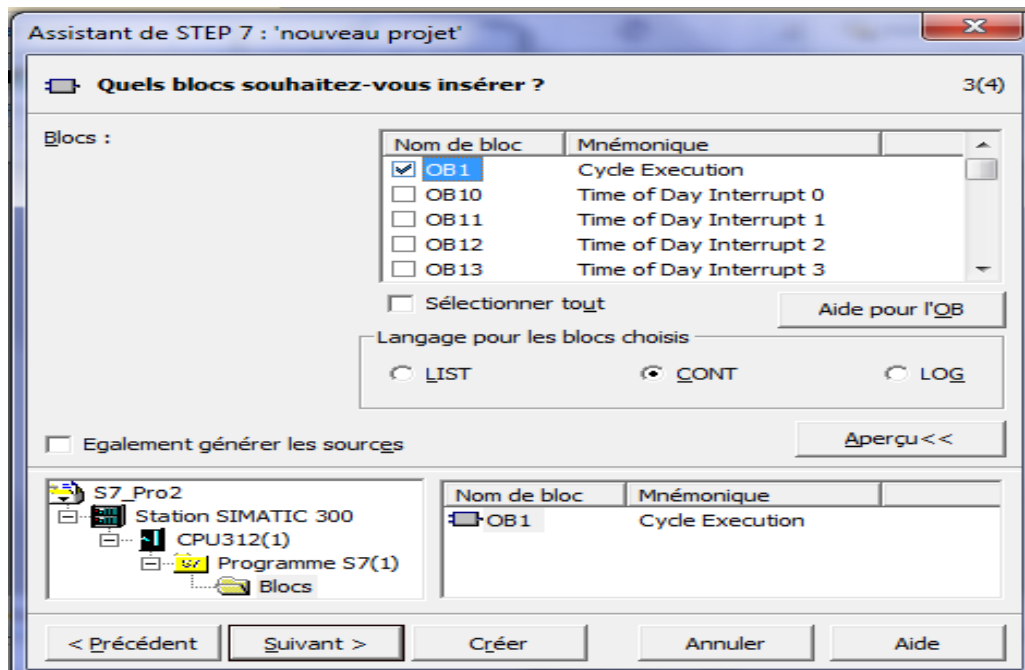 Assistant de STEP 7 : 'nouveau projet'
Quels blocs souhaitez-vous insérer ? 3(4)
Blocs :
Nom de bloc Mnémonique
OB1 Cycle Execution
OB10 Time of Day Interrupt 0
OB11 Time of Day Interrupt 1
OB12 Time of Day Interrupt 2
OB13 Time of Day Interrupt 3
Sélectionner tout
Aide pour l'OB
Langage pour les blocs choisis
LIST CONT LOG
Egalement générer les sources
Aperçu<<
S7_Pro2
Station SIMATIC 300
CPU312(1)
Programme S7(1)
Blocs
Nom de bloc Mnémonique
OB1 Cycle Execution
< Précédent Suivant > Créer Annuler Aide